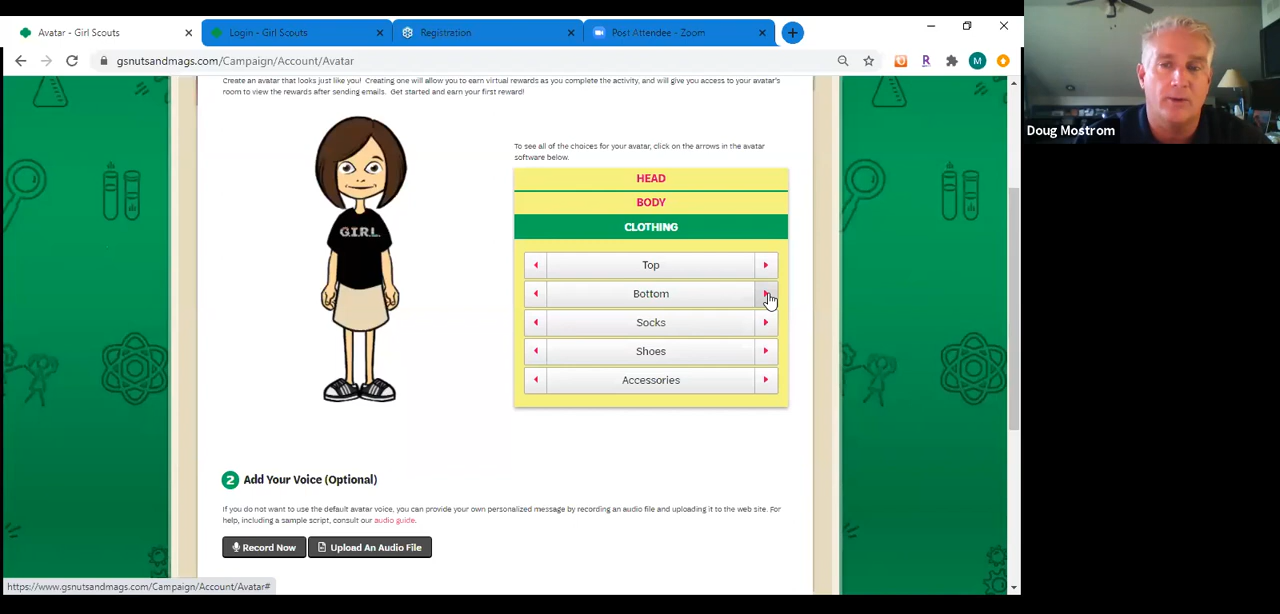 Avatar - Girl Scouts
Login - Girl Scouts
Registration
Post Attendee - Zoom
gsnutsandmags.com/Campaign/Account/Avatar
M
Doug Mostrom
Create an avatar that looks just like you! Creating one will allow you to earn virtual rewards as you complete the activity, and will give you access to your avatar's
room to view the rewards after sending emails. Get started and earn your first reward!
To see all of the choices for your avatar, click on the arrows in the avatar
software below.
HEAD
BODY
CLOTHING
G.I.R.L.
Top
Bottom
Socks
Shoes
Accessories
2 Add Your Voice (Optional)
If you do not want to use the default avatar voice, you can provide your own personalized message by recording an audio file and uploading it to the web site. For
help, including a sample script, consult our audio guide.
Record Now
Upload An Audio File
https://www.gsnutsandmags.com/Campaign/Account/Avatar#